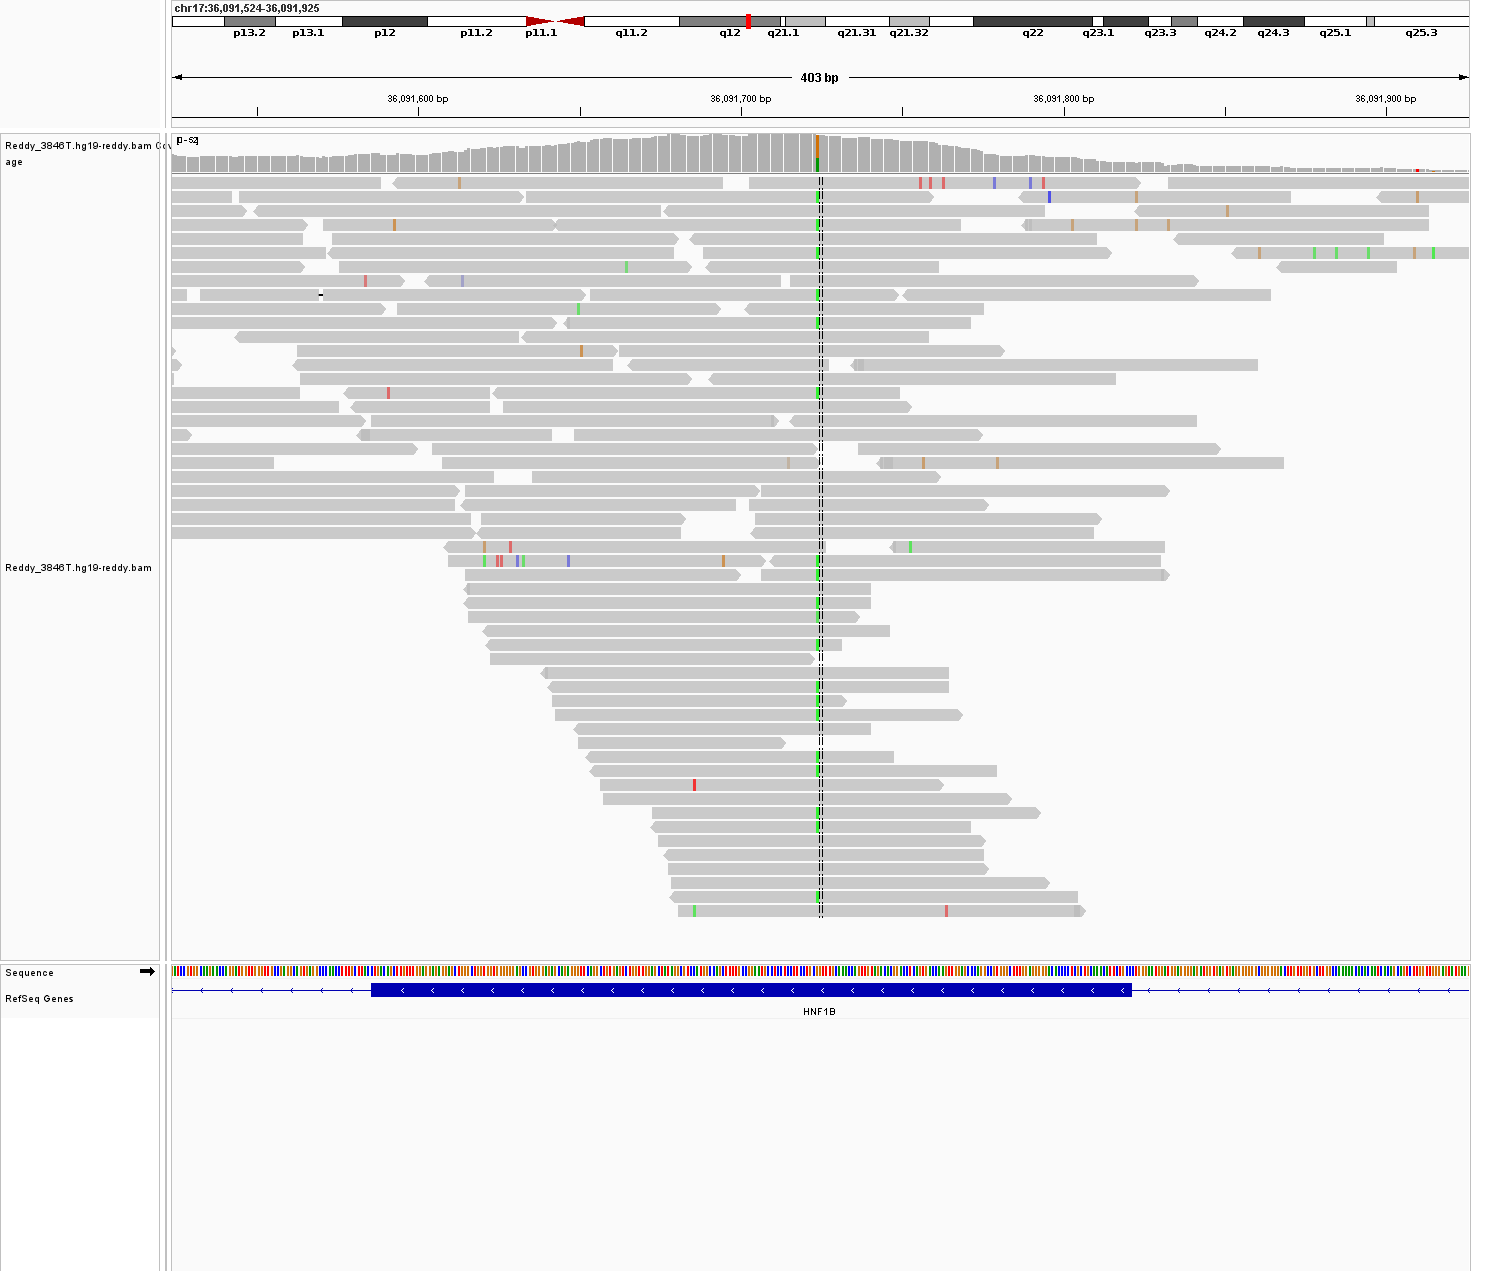 chr17:36,091,524-36,091,925
p13.2 p13.1 p12 p11.2 p11.1 q11.2 q12 q21.1 q21.31 q21.32 q22 q23.1 q23.3 q24.2 q24.3 q25.1 q25.3
403 bp
36,091,600 bp 36,091,700 bp 36,091,800 bp 36,091,900 bp
Reddy_3846T.hg19-reddy.bam Cov
age
[0-52]
Reddy_3846T.hg19-reddy.bam
Sequence
RefSeq Genes
HNF1B